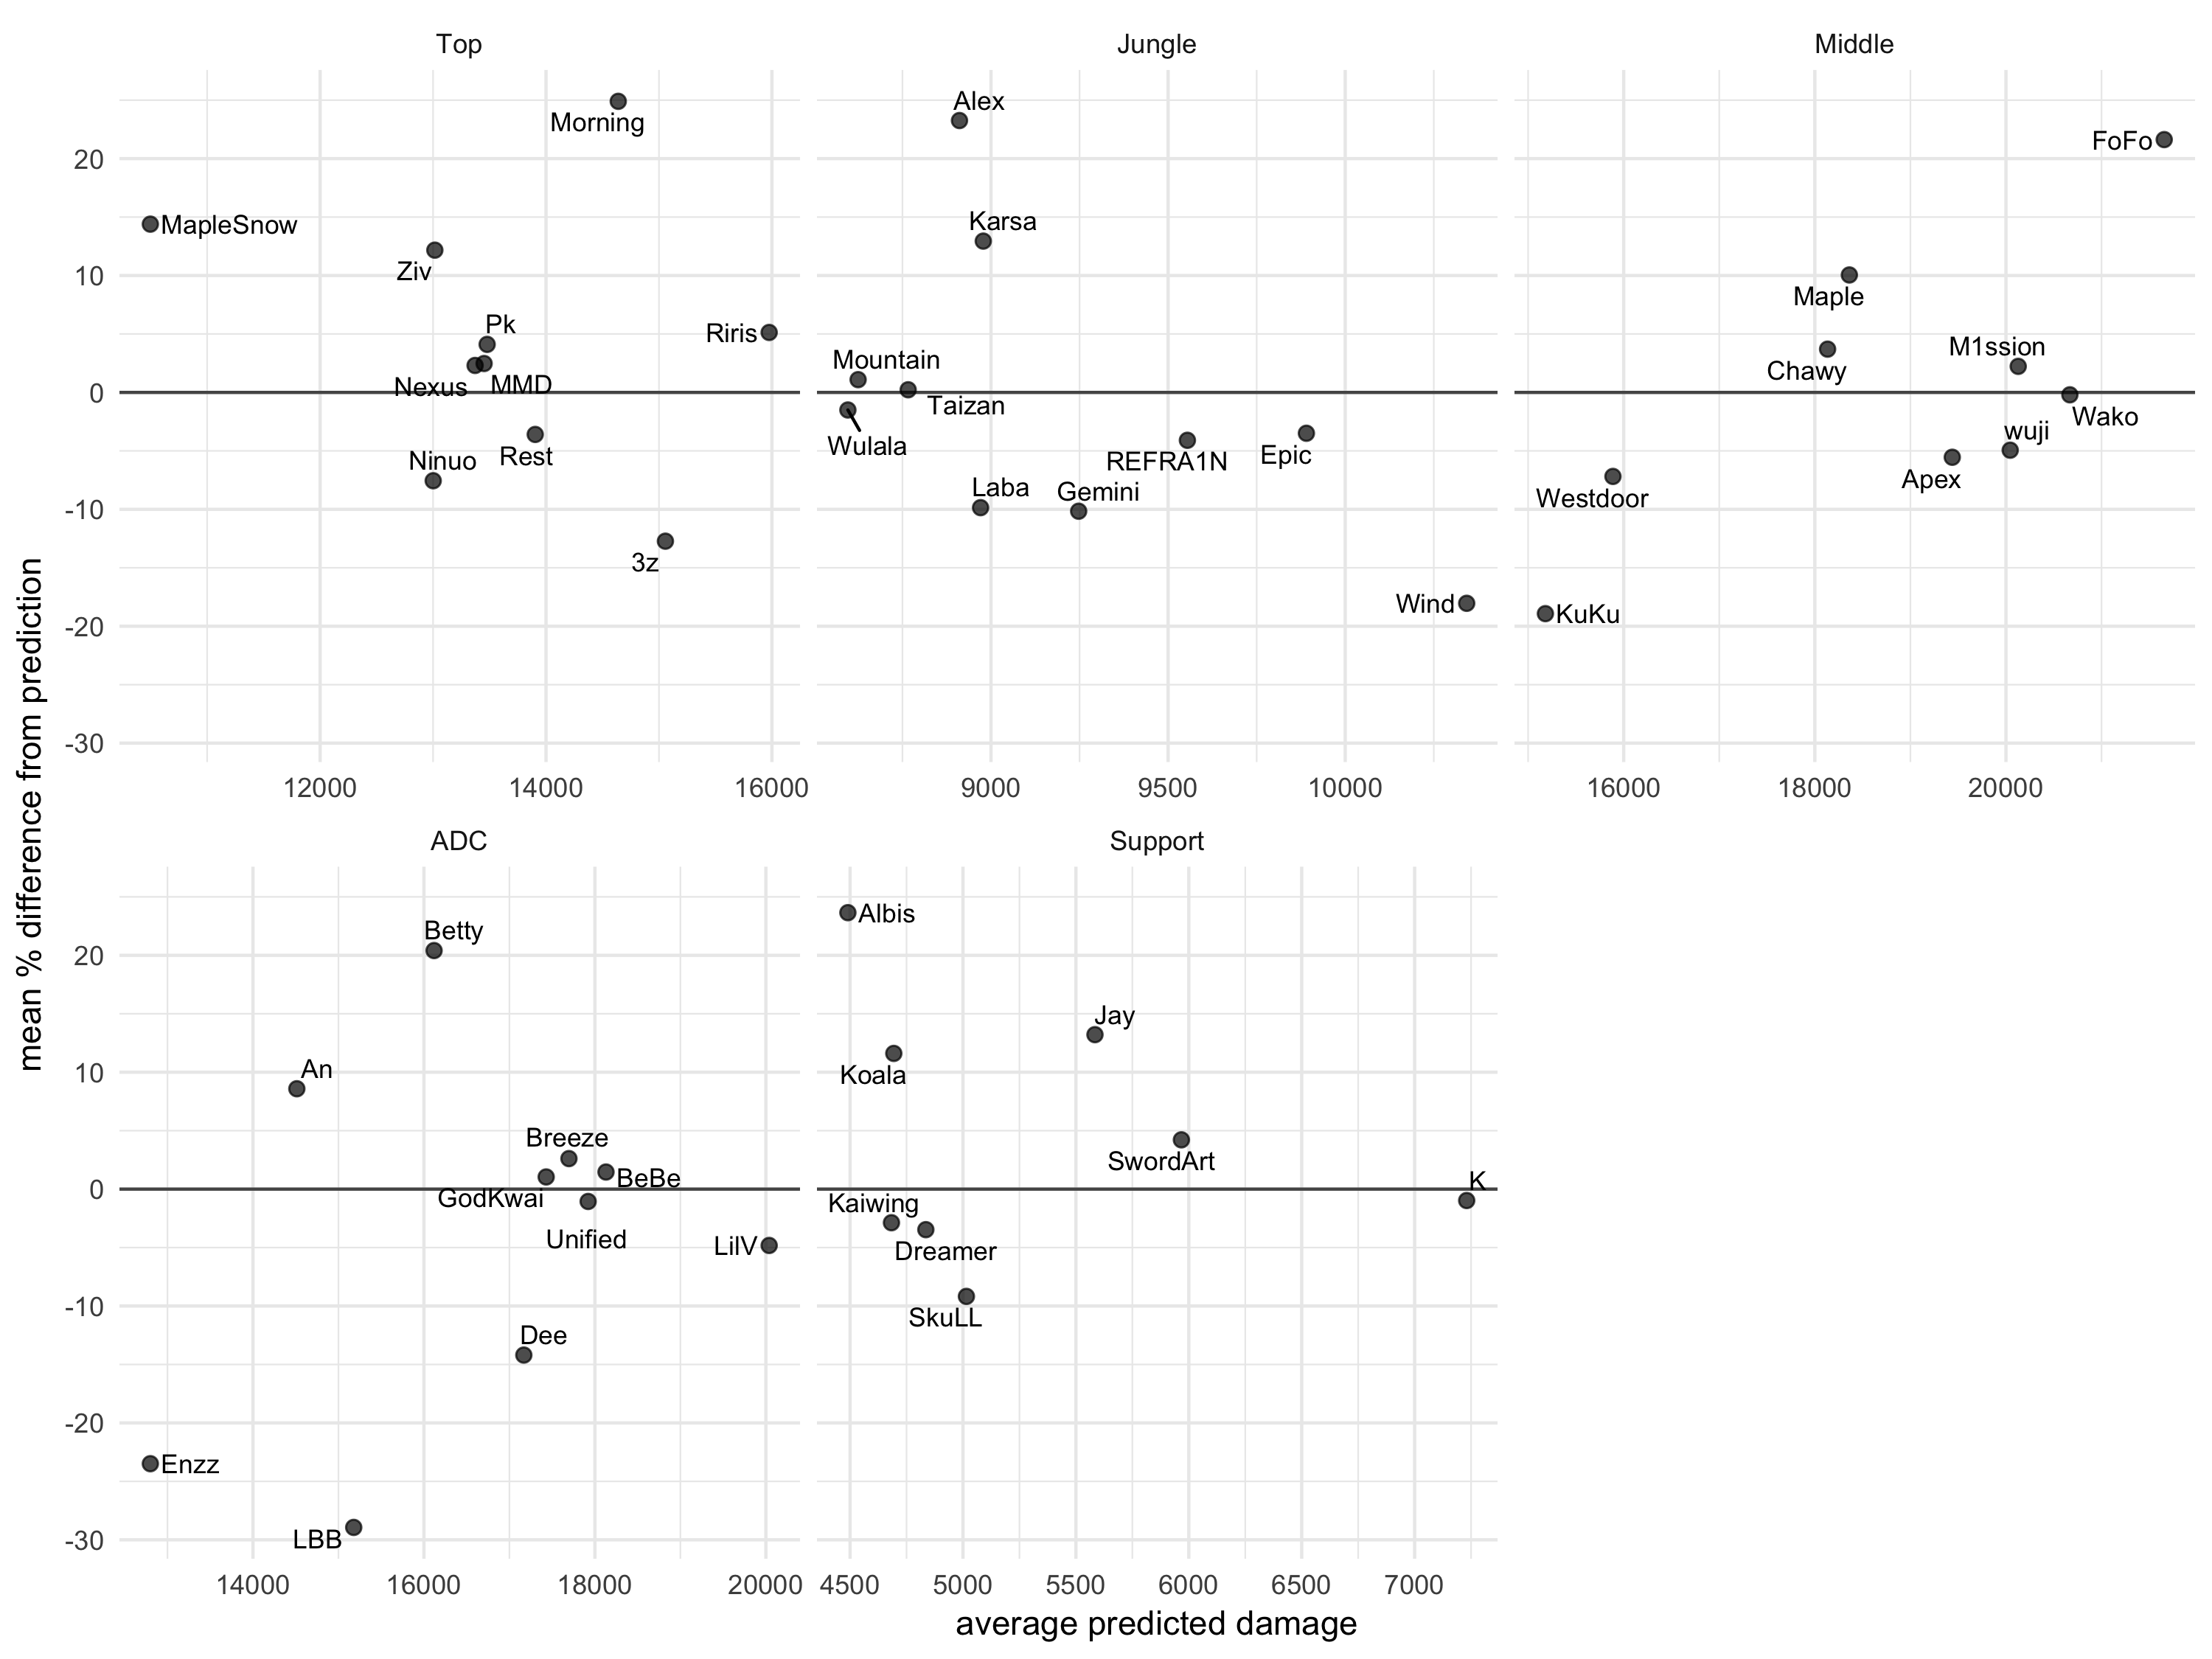 Top
Jungle
Middle
Morning
MapleSnow
Ziv
Pk
Riris
Nexus
MMD
Rest
Ninuo
3z
Alex
Karsa
Mountain
Taizan
Wulala
REFRA1N
Epic
Laba
Gemini
Wind
FoFo
Maple
M1ssion
Chawy
Wako
wuji
Apex
Westdoor
KuKu
20
10
0
-10
-20
-30
12000
14000
16000
9000
9500
10000
16000
18000
20000
ADC
Support
Betty
An
Breeze
BeBe
GodKwai
Unified
LilV
Dee
Enzz
LBB
Albis
Jay
Koala
SwordArt
K
Kaiwing
Dreamer
SkuLL
20
10
0
-10
-20
-30
14000
16000
18000
20000
4500
5000
5500
6000
6500
7000
average predicted damage
mean % difference from prediction